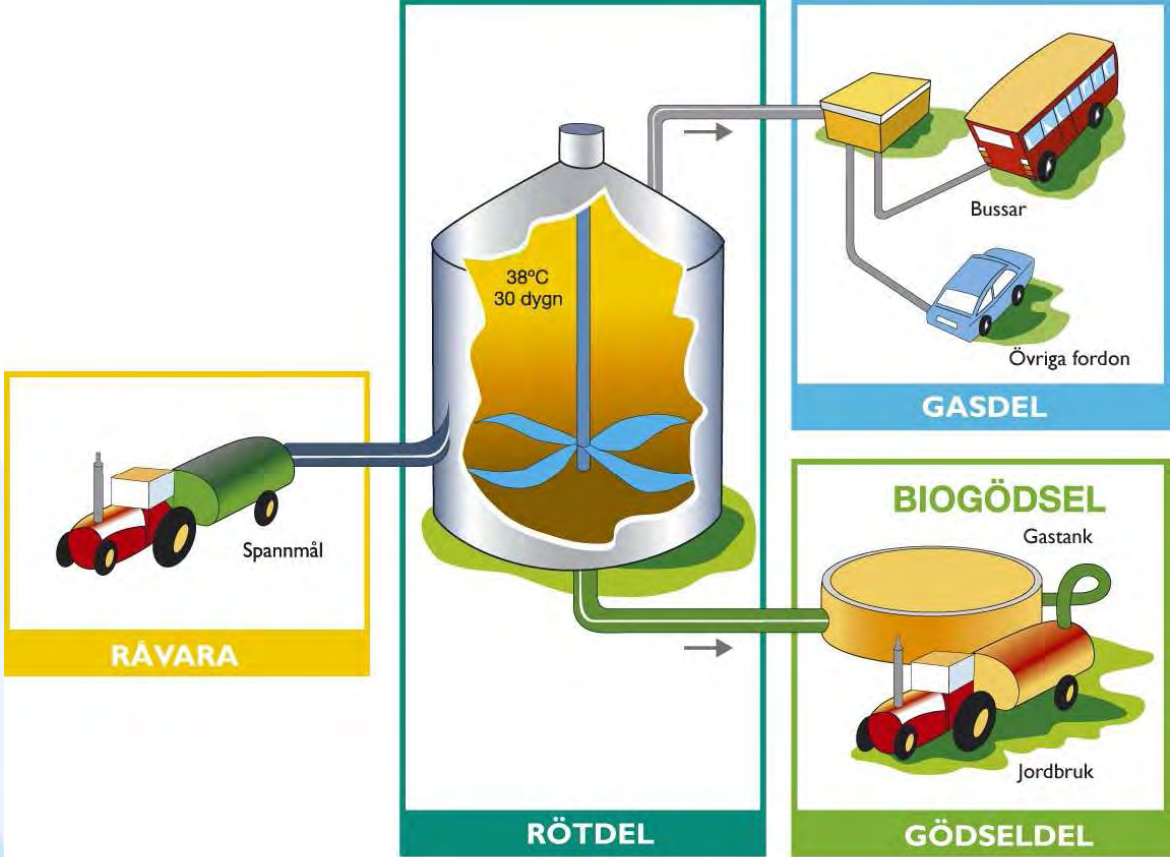 Spannmål
RÅVARA
38°C
30 dygn
RÖTDEL
Bussar
Övriga fordon
GASDEL
BIOGÖDSEL
Gastank
Jordbruk
GÖDSELDEL